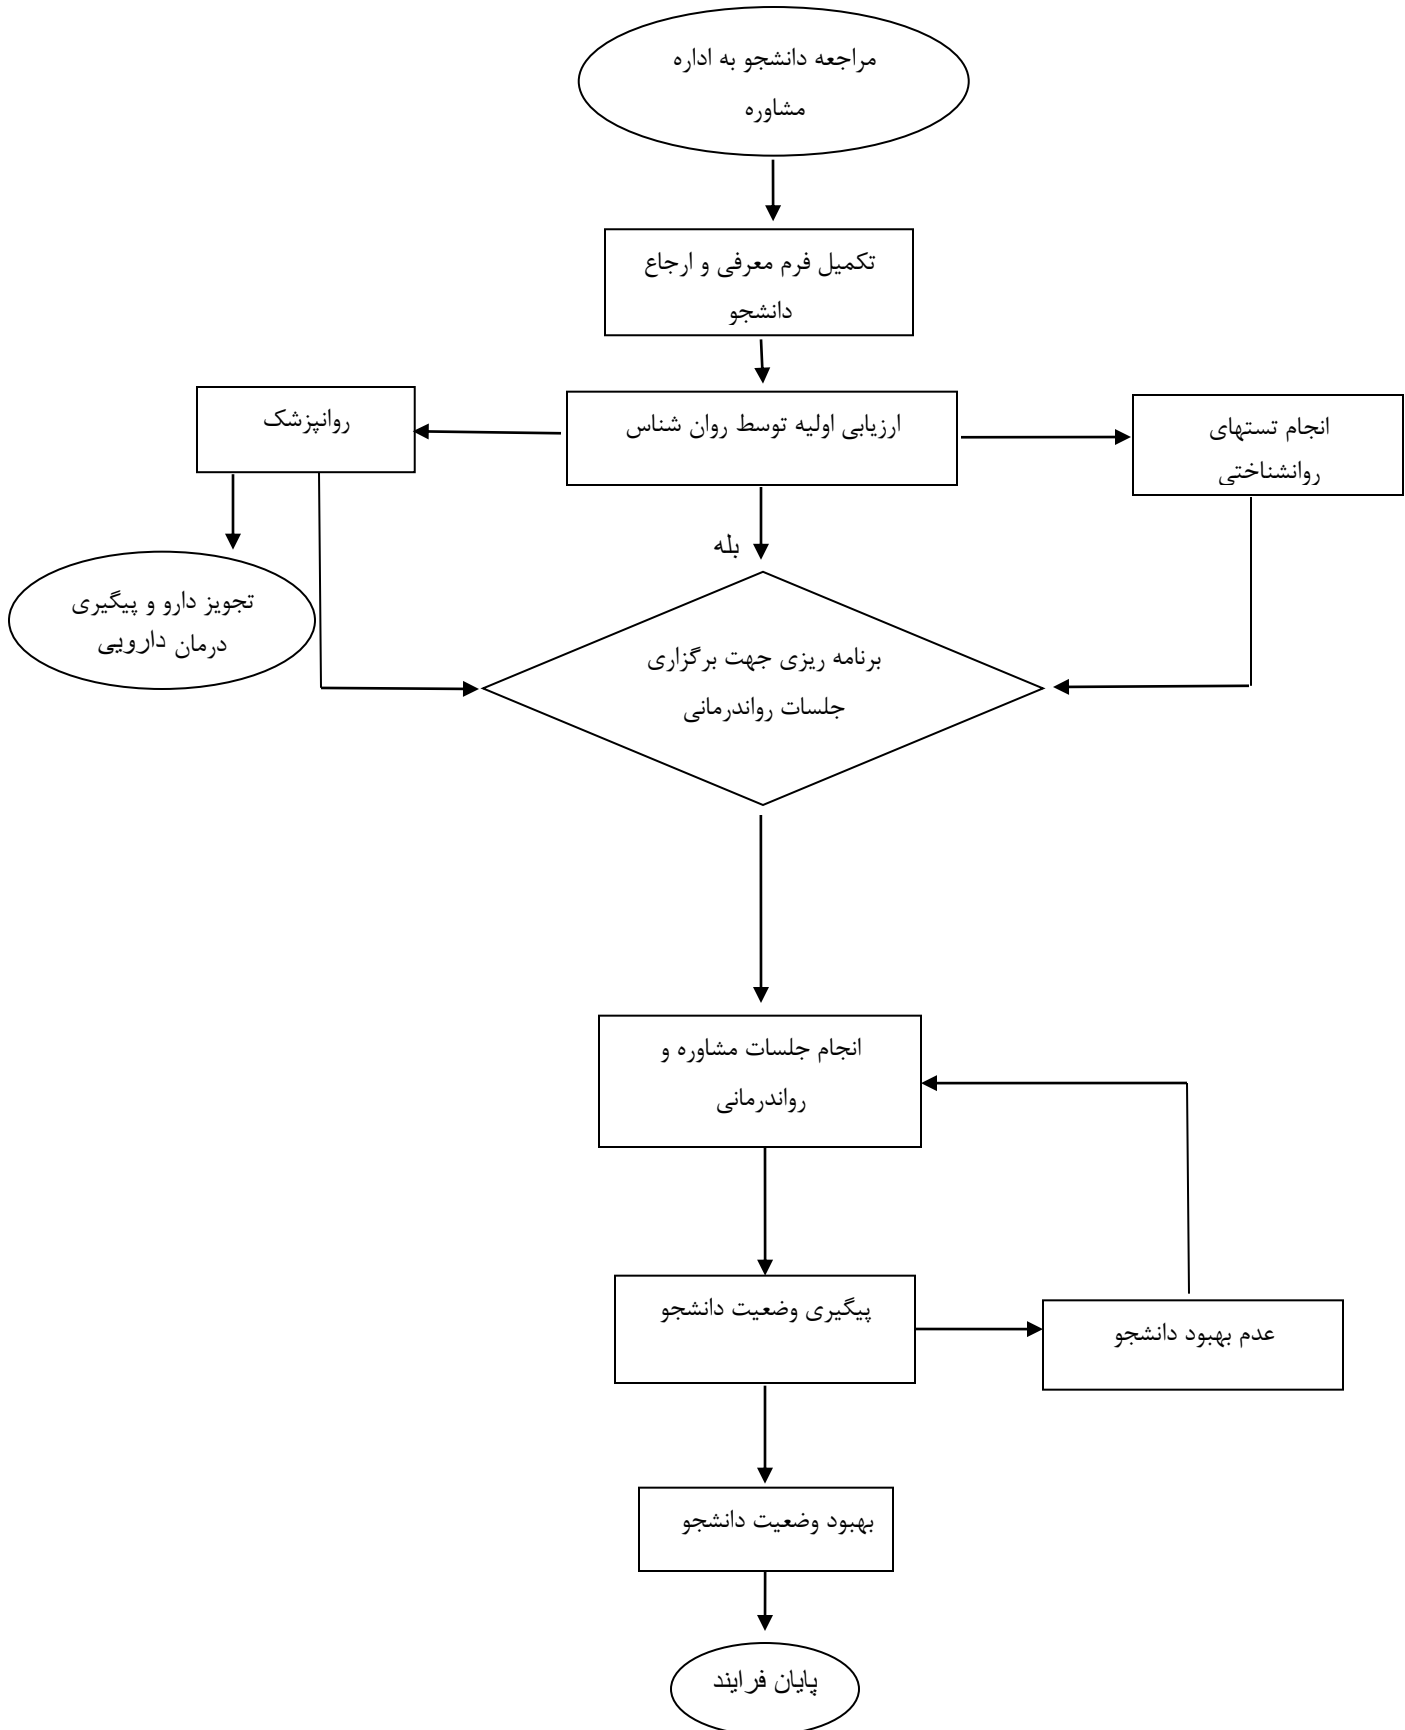 مراجعه دانشجو به اداره
مشاوره
تکمیل فرم معرفی و ارجاع
دانشجو
انجام تستهای
روانشناختی
ارزیابی اولیه توسط روان شناس
روانپزشک
بله
تجویز دارو و پیگیری
درمان دارویی
برنامه ریزی جهت برگزاری
جلسات رواندرمانی
انجام جلسات مشاوره و
رواندرمانی
پیگیری وضعیت دانشجو
عدم بهبود دانشجو
بهبود وضعیت دانشجو
پایان فرایند